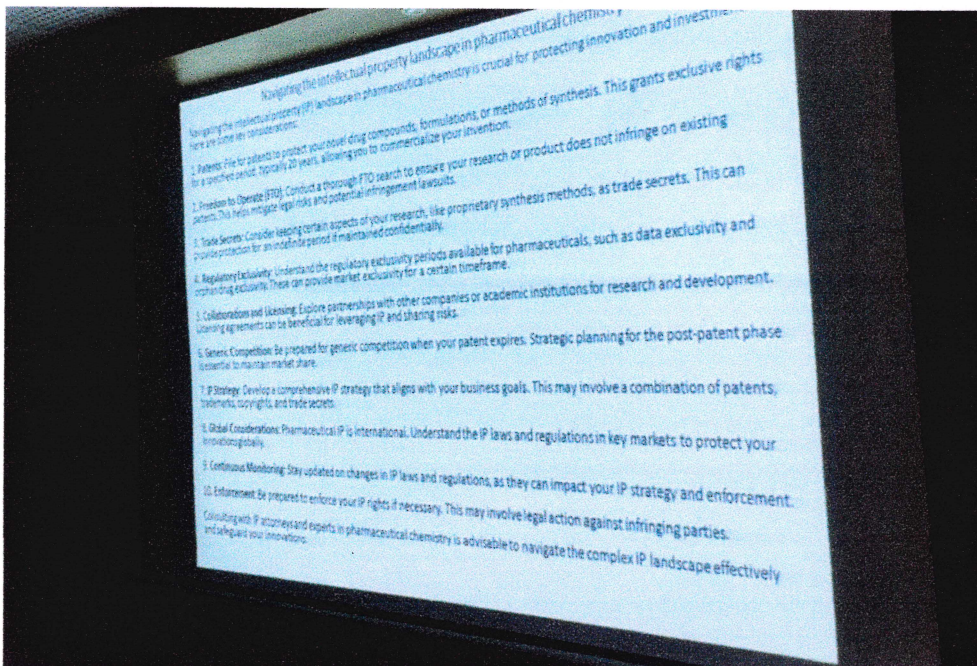 Navigating the intellectual property landscape in pharmaceutical chemistry
Navigating the intellectual property (IP) landscape in pharmaceutical chemistry is crucial for protecting innovation and investment
Here are some key considerations:
1. Patents: File for patents to protect your novel drug compounds, formulations, or methods of synthesis. This grants exclusive rights
for a specified period, typically 20 years, allowing you to commercialize your invention.
2. Freedom to Operate (FTO): Conduct a thorough FTO search to ensure your research or product does not infringe on existing
patents. This helps mitigate legal risks and potential infringement lawsuits.
3. Trade Secrets: Consider keeping certain aspects of your research, like proprietary synthesis methods, as trade secrets. This can
provide protection for an indefinite period if maintained confidentially.
4. Regulatory Exclusivity: Understand the regulatory exclusivity periods available for pharmaceuticals, such as data exclusivity and
orphan drug exclusivity. These can provide market exclusivity for a certain timeframe.
5. Collaborations and Licensing: Explore partnerships with other companies or academic institutions for research and development.
Licensing agreements can be beneficial for leveraging IP and sharing risks.
6. Generic Competition: Be prepared for generic competition when your patent expires. Strategic planning for the post-patent phase
is essential to maintain market share.
7. IP Strategy: Develop a comprehensive IP strategy that aligns with your business goals. This may involve a combination of patents,
trademarks, copyrights, and trade secrets.
8. Global Considerations: Pharmaceutical IP is international. Understand the IP laws and regulations in key markets to protect your
innovations globally.
9. Continuous Monitoring: Stay updated on changes in IP laws and regulations, as they can impact your IP strategy and enforcement.
10. Enforcement: Be prepared to enforce your IP rights if necessary. This may involve legal action against infringing parties.
Consulting with IP attorneys and experts in pharmaceutical chemistry is advisable to navigate the complex IP landscape effectively
and safeguard your innovations.